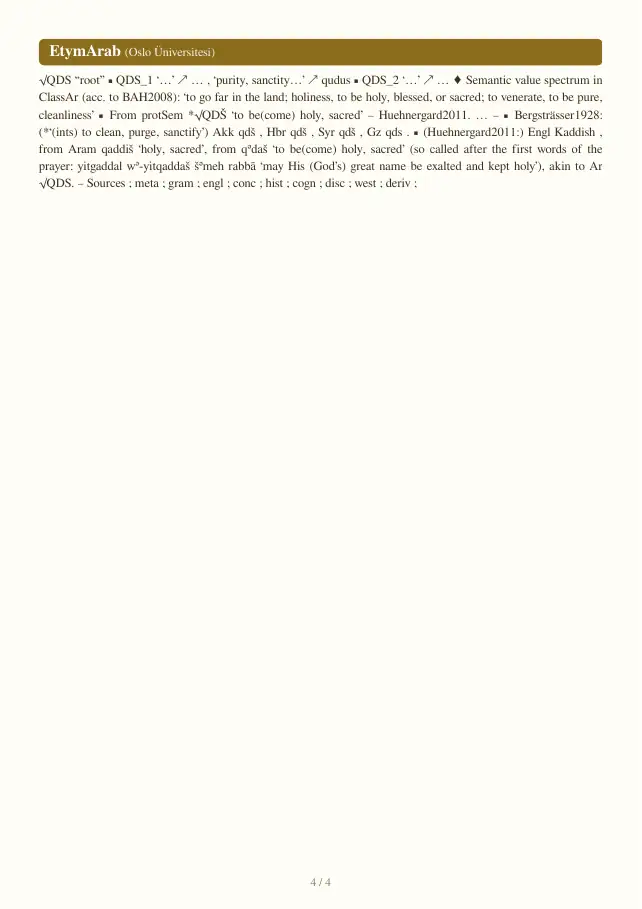 EtymArab (Oslo Üniversitesi)
√QDS “root” ▪ QDS_1 ‘…’ ↗ … , ‘purity, sanctity…’ ↗ qudus ▪ QDS_2 ‘…’ ↗ … ♦ Semantic value spectrum in
ClassAr (acc. to BAH2008): ‘to go far in the land; holiness, to be holy, blessed, or sacred; to venerate, to be pure,
cleanliness’ ▪ From protSem *√QDŠ ‘to be(come) holy, sacred’ – Huehnergard2011. … – ▪ Bergsträsser1928:
(*‘(ints) to clean, purge, sanctify’) Akk qdš , Hbr qdš , Syr qdš , Gz qds . ▪ (Huehnergard2011:) Engl Kaddish ,
from Aram qaddiš ‘holy, sacred’, from qᵊdaš ‘to be(come) holy, sacred’ (so called after the first words of the
prayer: yitgaddal wᵊ-yitqaddaš šᵊmeh rabbā ‘may His (God’s) great name be exalted and kept holy’), akin to Ar
√QDS. – Sources ; meta ; gram ; engl ; conc ; hist ; cogn ; disc ; west ; deriv ;
4 / 4